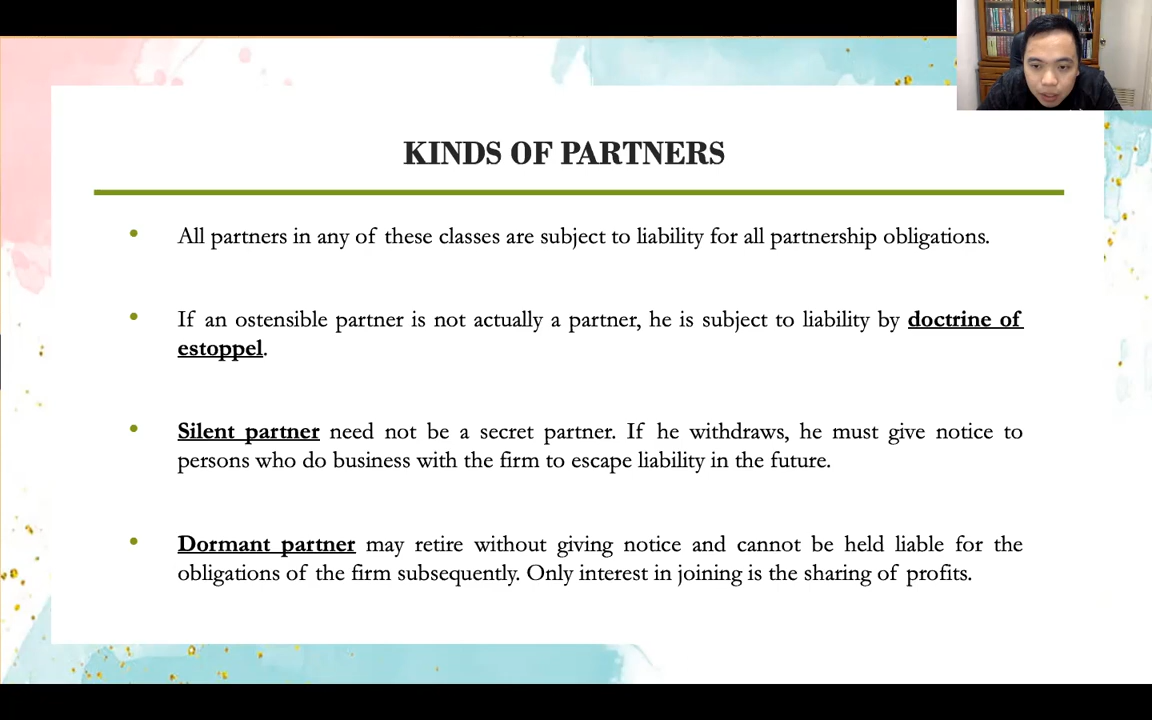 KINDS OF PARTNERS
• All partners in any of these classes are subject to liability for all partnership obligations.
• If an ostensible partner is not actually a partner, he is subject to liability by doctrine of
estoppel.
• Silent partner need not be a secret partner. If he withdraws, he must give notice to
persons who do business with the firm to escape liability in the future.
• Dormant partner may retire without giving notice and cannot be held liable for the
obligations of the firm subsequently. Only interest in joining is the sharing of profits.